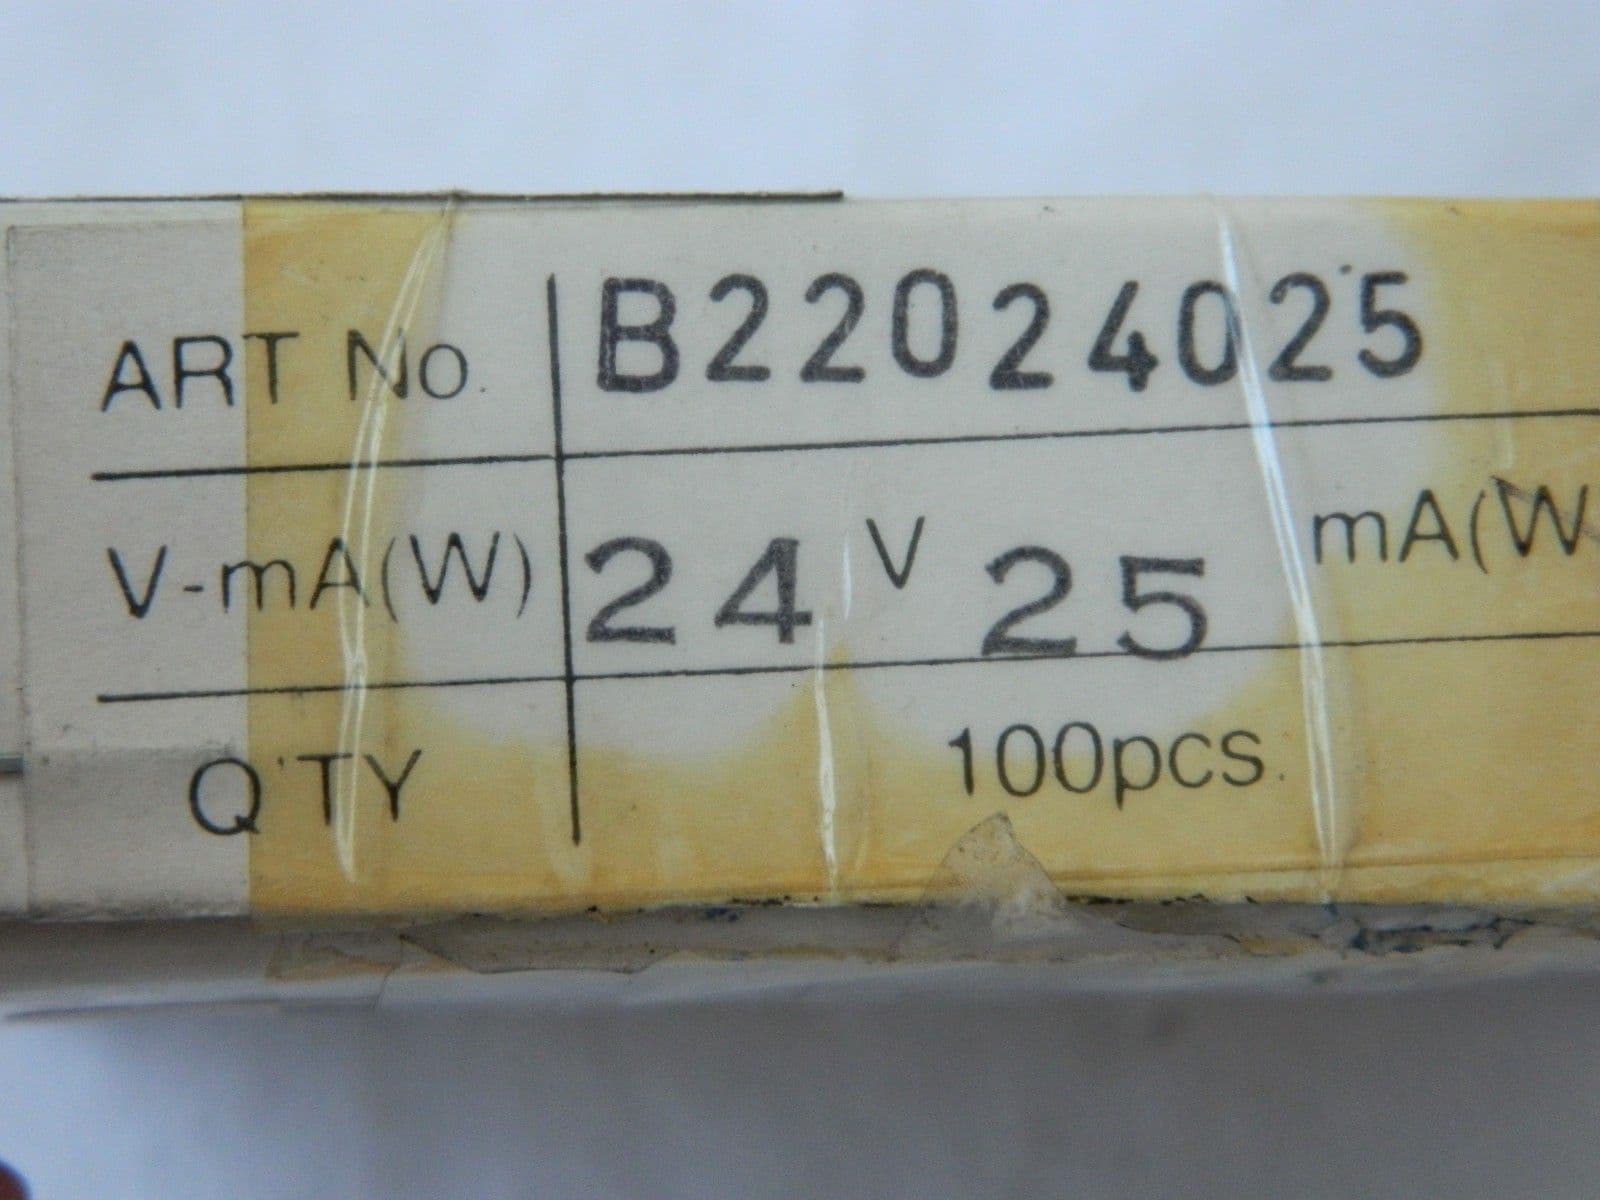 ART No. B22024025
V-mA(W) 24 V 25 mA(W
Q'TY 100pcs.